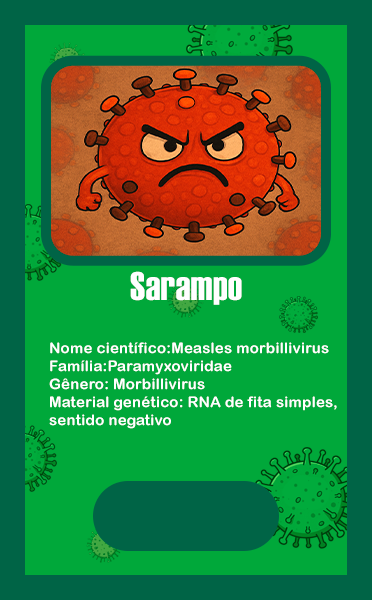 Sarampo
Nome científico:Measles morbillivirus
Família:Paramyxoviridae
Gênero: Morbillivirus
Material genético: RNA de fita simples,
sentido negativo